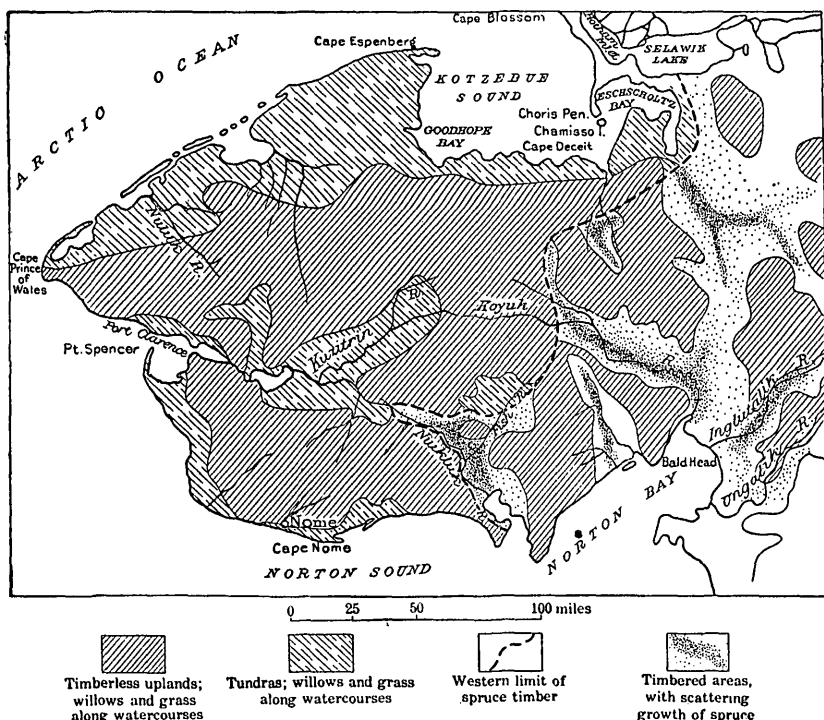 Cape Blossom
Cape Espenberg
SELAWIK
LAKE
ARCTIC OCEAN
KOTZEBUE
SOUND
ESCHSCHOLTZ
BAY
Choris Pen.
Chamisso I.
GOODHOPE
BAY
Cape Deceit
Cape
Prince
of
Wales
Port Clarence
Pt. Spencer
Kuzitrin
R.
Koyuk
R.
Inglutalik R.
Ungalik R.
Bald Head
Nome
Cape Nome
NORTON BAY
NORTON SOUND
0 25 50 100 miles
Timberless uplands;
willows and grass
along watercourses
Tundras; willows and grass
along watercourses
Western limit of
spruce timber
Timbered areas,
with scattering
growth of spruce